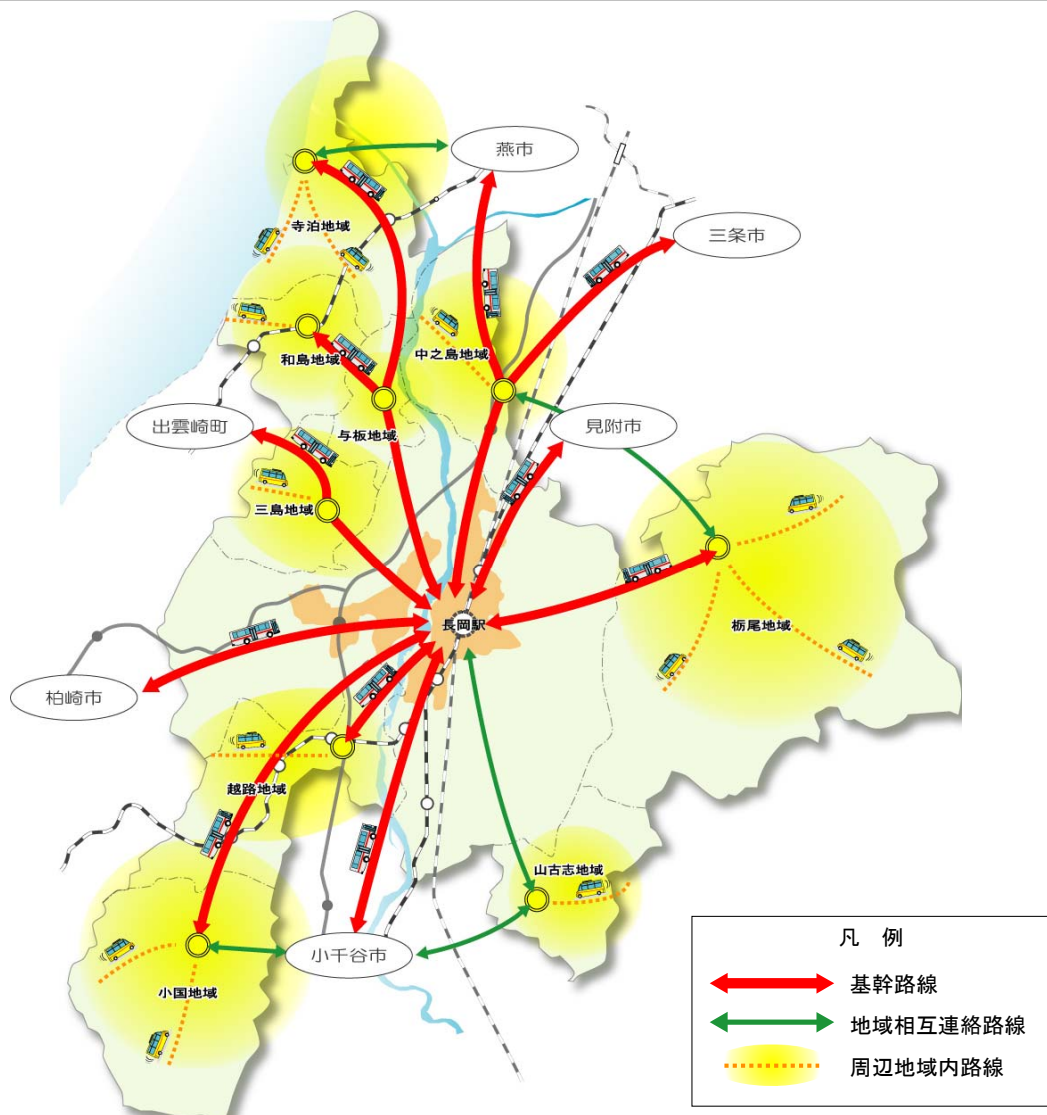 燕市
三条市
寺泊地域
和島地域
中之島地域
出雲崎町
与板地域
見附市
三島地域
長岡駅
栃尾地域
柏崎市
越路地域
山古志地域
小千谷市
小国地域
凡 例
基幹路線
地域相互連絡路線
周辺地域内路線